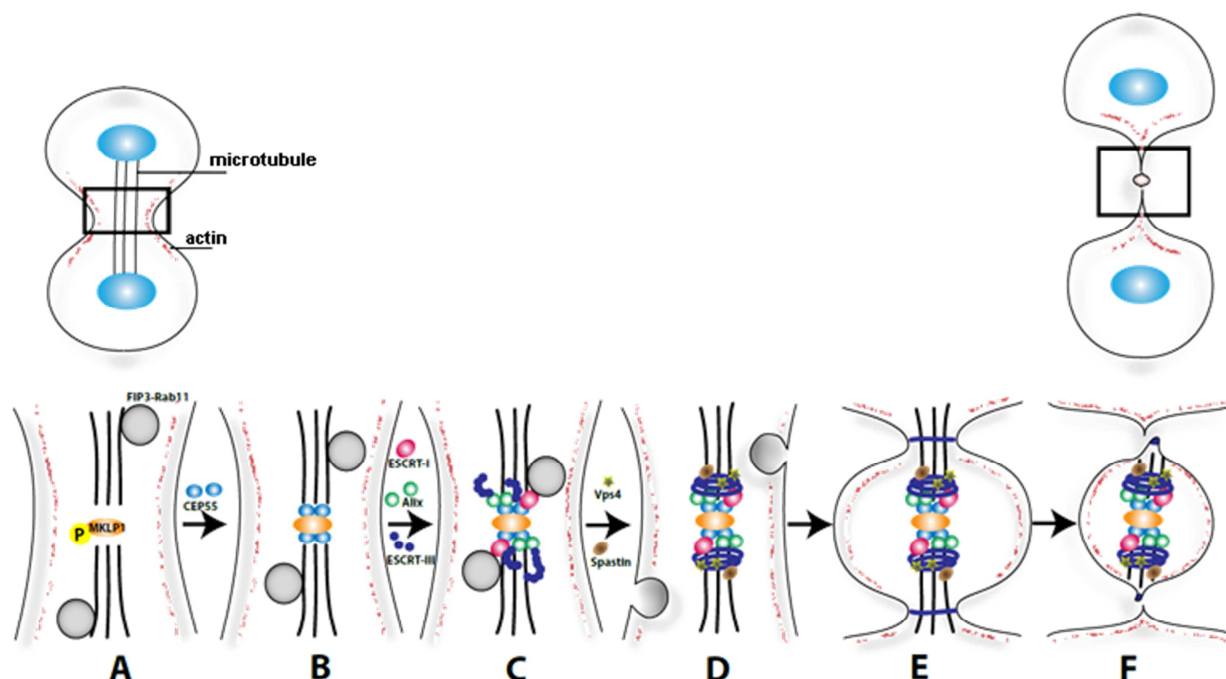 microtubule
actin
FIP3-Rab11
P
MKLP1
CEP55
ESCRT-I
Alix
ESCRT-III
Vps4
Spastin
A B C D E F